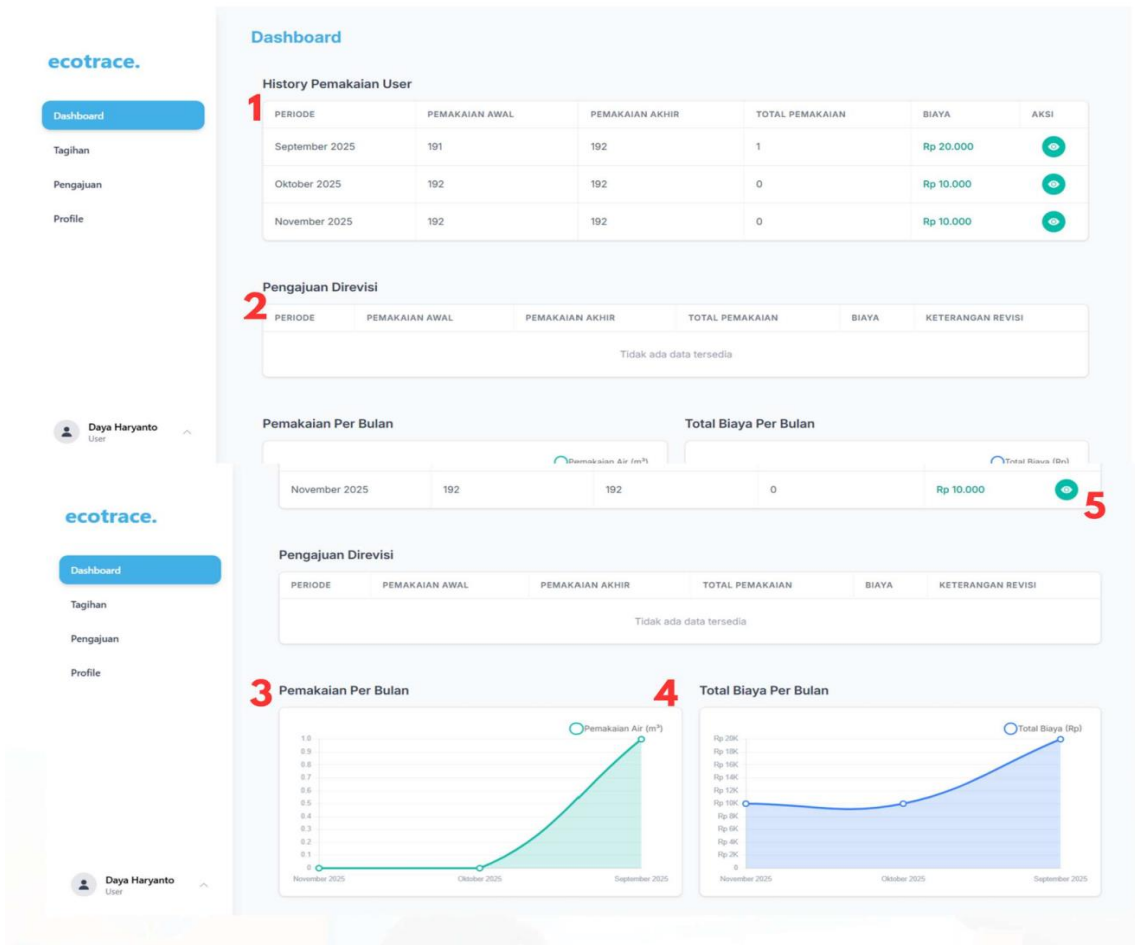 ecotrace.
Dashboard
Tagihan
Pengajuan
Profile
Daya Haryanto
User
Dashboard
History Pemakaian User
1
PERIODE PEMAKAIAN AWAL PEMAKAIAN AKHIR TOTAL PEMAKAIAN BIAYA AKSI
September 2025 191 192 1 Rp 20.000
Oktober 2025 192 192 0 Rp 10.000
November 2025 192 192 0 Rp 10.000
Pengajuan Direvisi
2
PERIODE PEMAKAIAN AWAL PEMAKAIAN AKHIR TOTAL PEMAKAIAN BIAYA KETERANGAN REVISI
Tidak ada data tersedia
Pemakaian Per Bulan Total Biaya Per Bulan
Pemakaian Air (m³) Total Biaya (Rp)
ecotrace.
Dashboard
Tagihan
Pengajuan
Profile
Daya Haryanto
User
November 2025 192 192 0 Rp 10.000
5
Pengajuan Direvisi
PERIODE PEMAKAIAN AWAL PEMAKAIAN AKHIR TOTAL PEMAKAIAN BIAYA KETERANGAN REVISI
Tidak ada data tersedia
3 Pemakaian Per Bulan
Pemakaian Air (m³)
1.0
0.9
0.8
0.7
0.6
0.5
0.4
0.3
0.2
0.1
0
November 2025 Oktober 2025 September 2025
4 Total Biaya Per Bulan
Total Biaya (Rp)
Rp 20K
Rp 18K
Rp 16K
Rp 14K
Rp 12K
Rp 10K
Rp 8K
Rp 6K
Rp 4K
Rp 2K
0
November 2025 Oktober 2025 September 2025